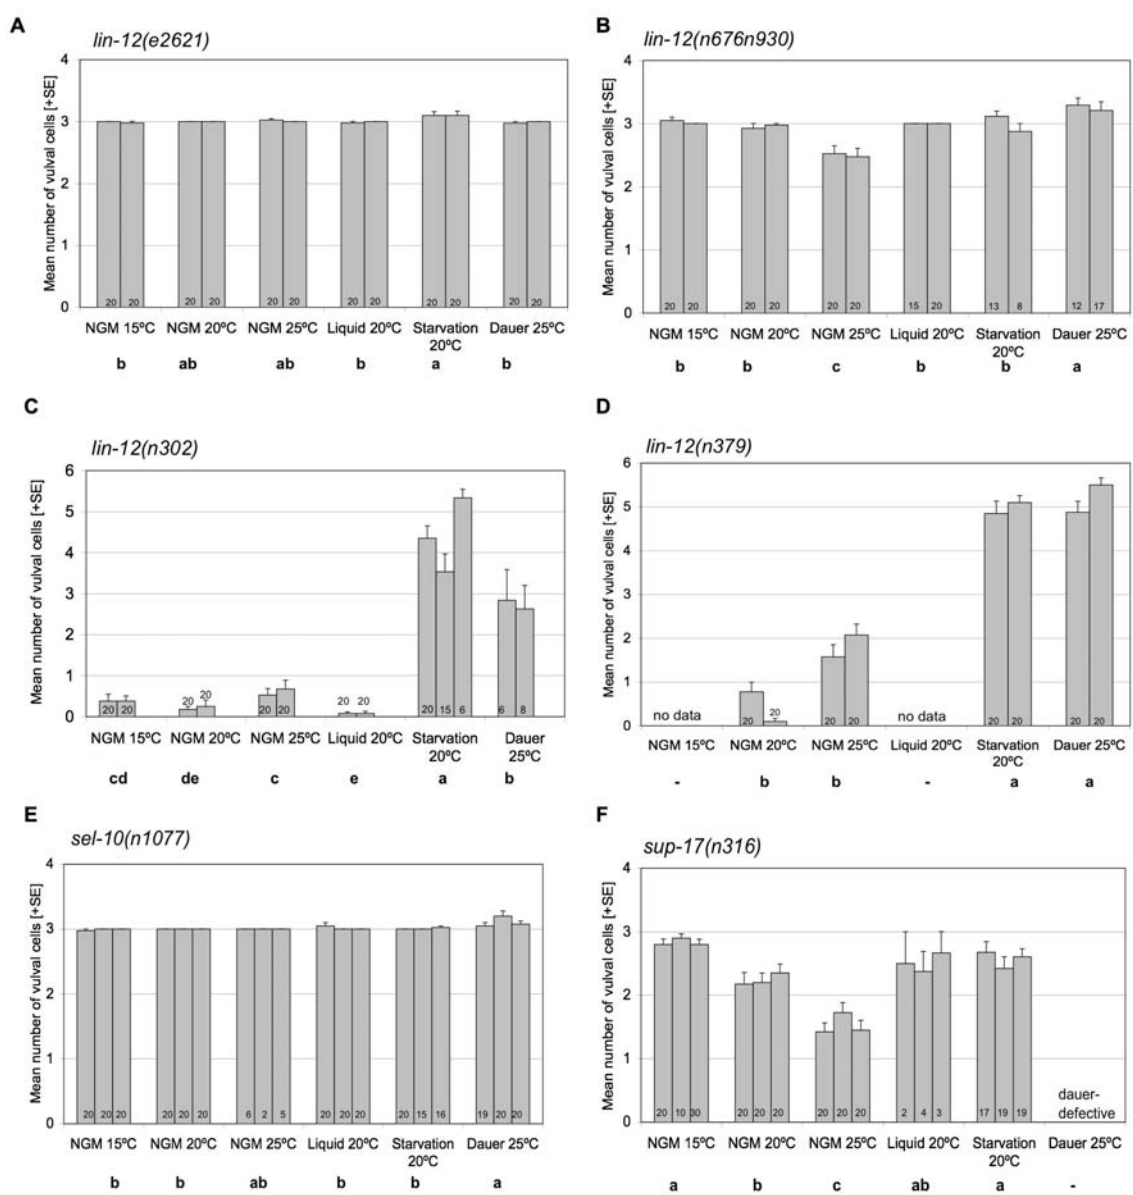 A
lin-12(e2621)
Mean number of vulval cells [+SE]
4
3
2
1
0
20 20 20 20 20 20 20 20 20 20 20 20
NGM 15ºC NGM 20ºC NGM 25ºC Liquid 20ºC Starvation 20ºC Dauer 25ºC
b ab ab b a b
B
lin-12(n676n930)
Mean number of vulval cells [+SE]
4
3
2
1
0
20 20 20 20 20 20 15 20 13 8 12 17
NGM 15ºC NGM 20ºC NGM 25ºC Liquid 20ºC Starvation 20ºC Dauer 25ºC
b b c b b a
C
lin-12(n302)
Mean number of vulval cells [+SE]
6
5
4
3
2
1
0
20 20 20 20 20 20 20 20 20 15 6 6 8
NGM 15ºC NGM 20ºC NGM 25ºC Liquid 20ºC Starvation 20ºC Dauer 25ºC
cd de c e a b
D
lin-12(n379)
Mean number of vulval cells [+SE]
6
5
4
3
2
1
0
no data 20 20 20 20 no data 20 20 20 20
NGM 15ºC NGM 20ºC NGM 25ºC Liquid 20ºC Starvation 20ºC Dauer 25ºC
- b b - a a
E
sel-10(n1077)
Mean number of vulval cells [+SE]
4
3
2
1
0
20 20 20 20 20 20 6 2 5 20 20 20 20 15 16 19 20 20
NGM 15ºC NGM 20ºC NGM 25ºC Liquid 20ºC Starvation 20ºC Dauer 25ºC
b b ab b b a
F
sup-17(n316)
Mean number of vulval cells [+SE]
4
3
2
1
0
20 10 30 20 20 20 20 20 20 2 4 3 17 19 19
dauer-
defective
NGM 15ºC NGM 20ºC NGM 25ºC Liquid 20ºC Starvation 20ºC Dauer 25ºC
a b c ab a -